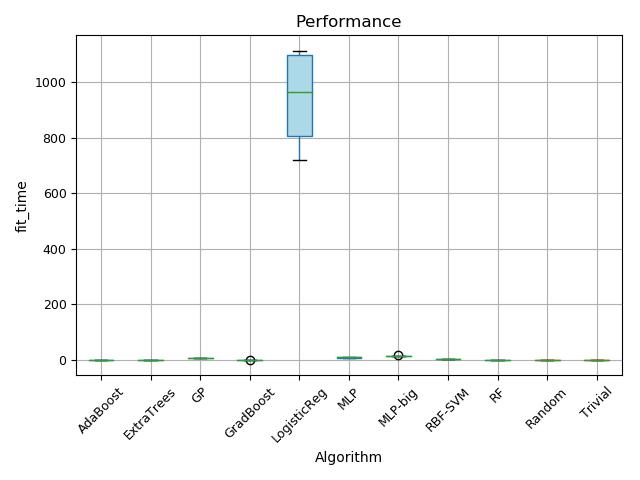 Performance
fit_time
1000
800
600
400
200
0
AdaBoost
ExtraTrees
GP
GradBoost
LogisticReg
MLP
MLP-big
RBF-SVM
RF
Random
Trivial
Algorithm